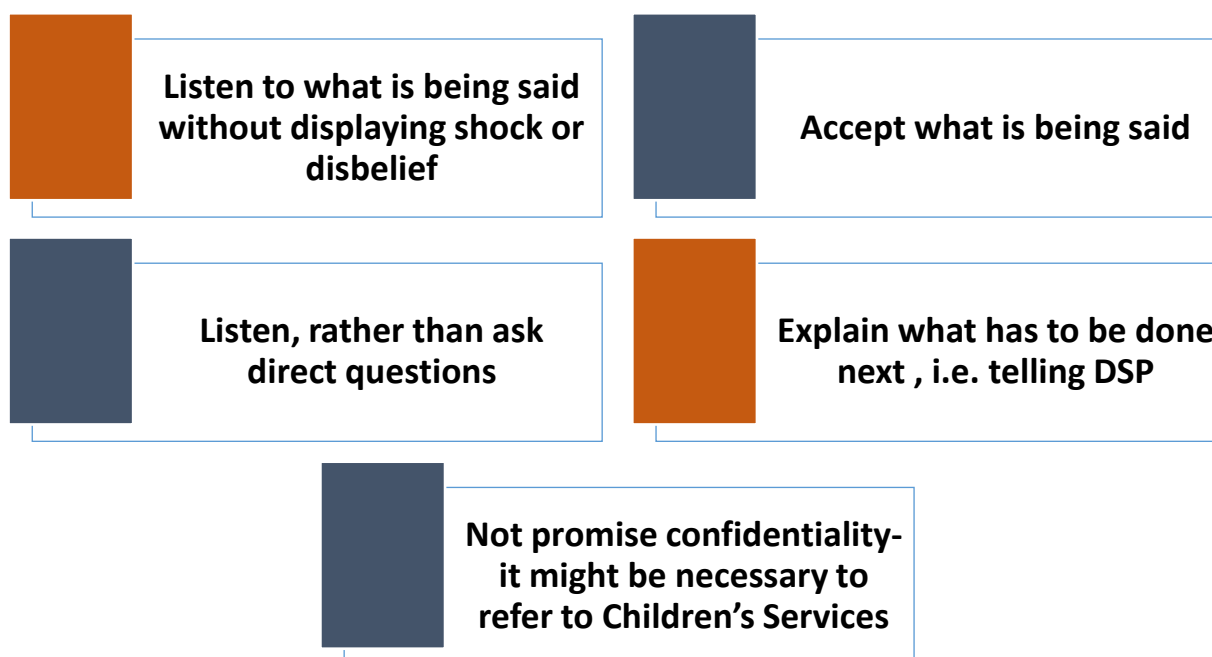 Listen to what is being said
without displaying shock or
disbelief
Accept what is being said
Listen, rather than ask
direct questions
Explain what has to be done
next , i.e. telling DSP
Not promise confidentiality-
it might be necessary to
refer to Children’s Services